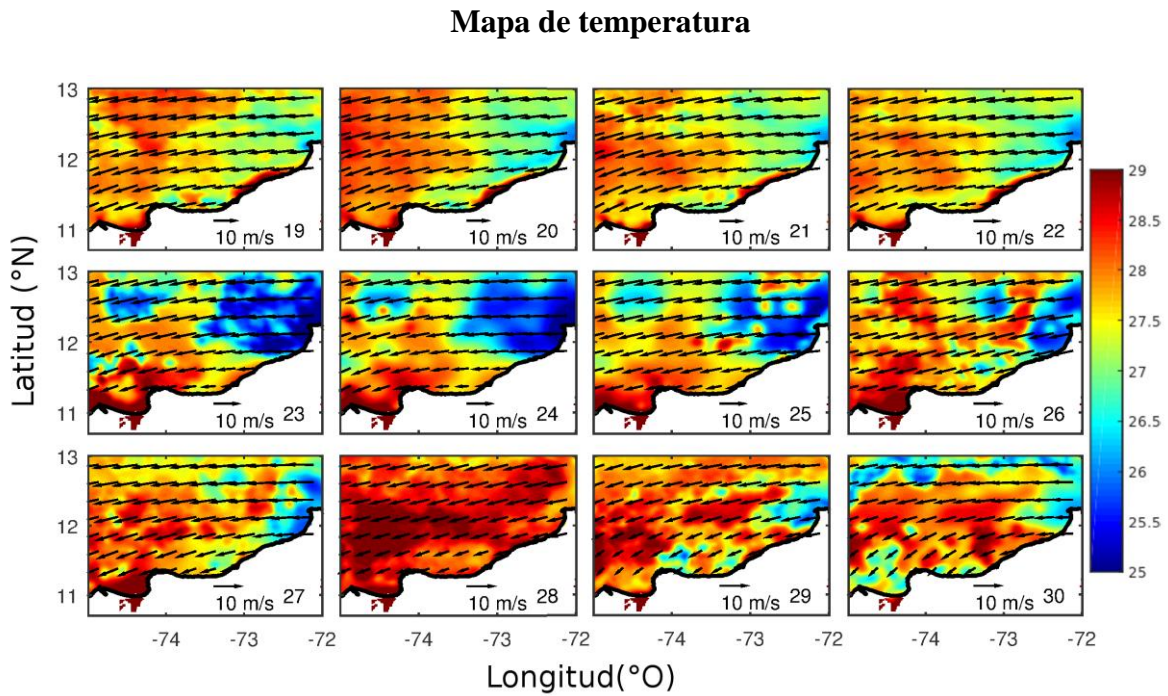 Mapa de temperatura
13
12
11
10 m/s 19
10 m/s 20
10 m/s 21
10 m/s 22
13
12
11
10 m/s 23
10 m/s 24
10 m/s 25
10 m/s 26
13
12
11
10 m/s 27
10 m/s 28
10 m/s 29
10 m/s 30
-74 -73 -72
-74 -73 -72
-74 -73 -72
-74 -73 -72
Latitud (°N)
Longitud(°O)
29
28.5
28
27.5
27
26.5
26
25.5
25